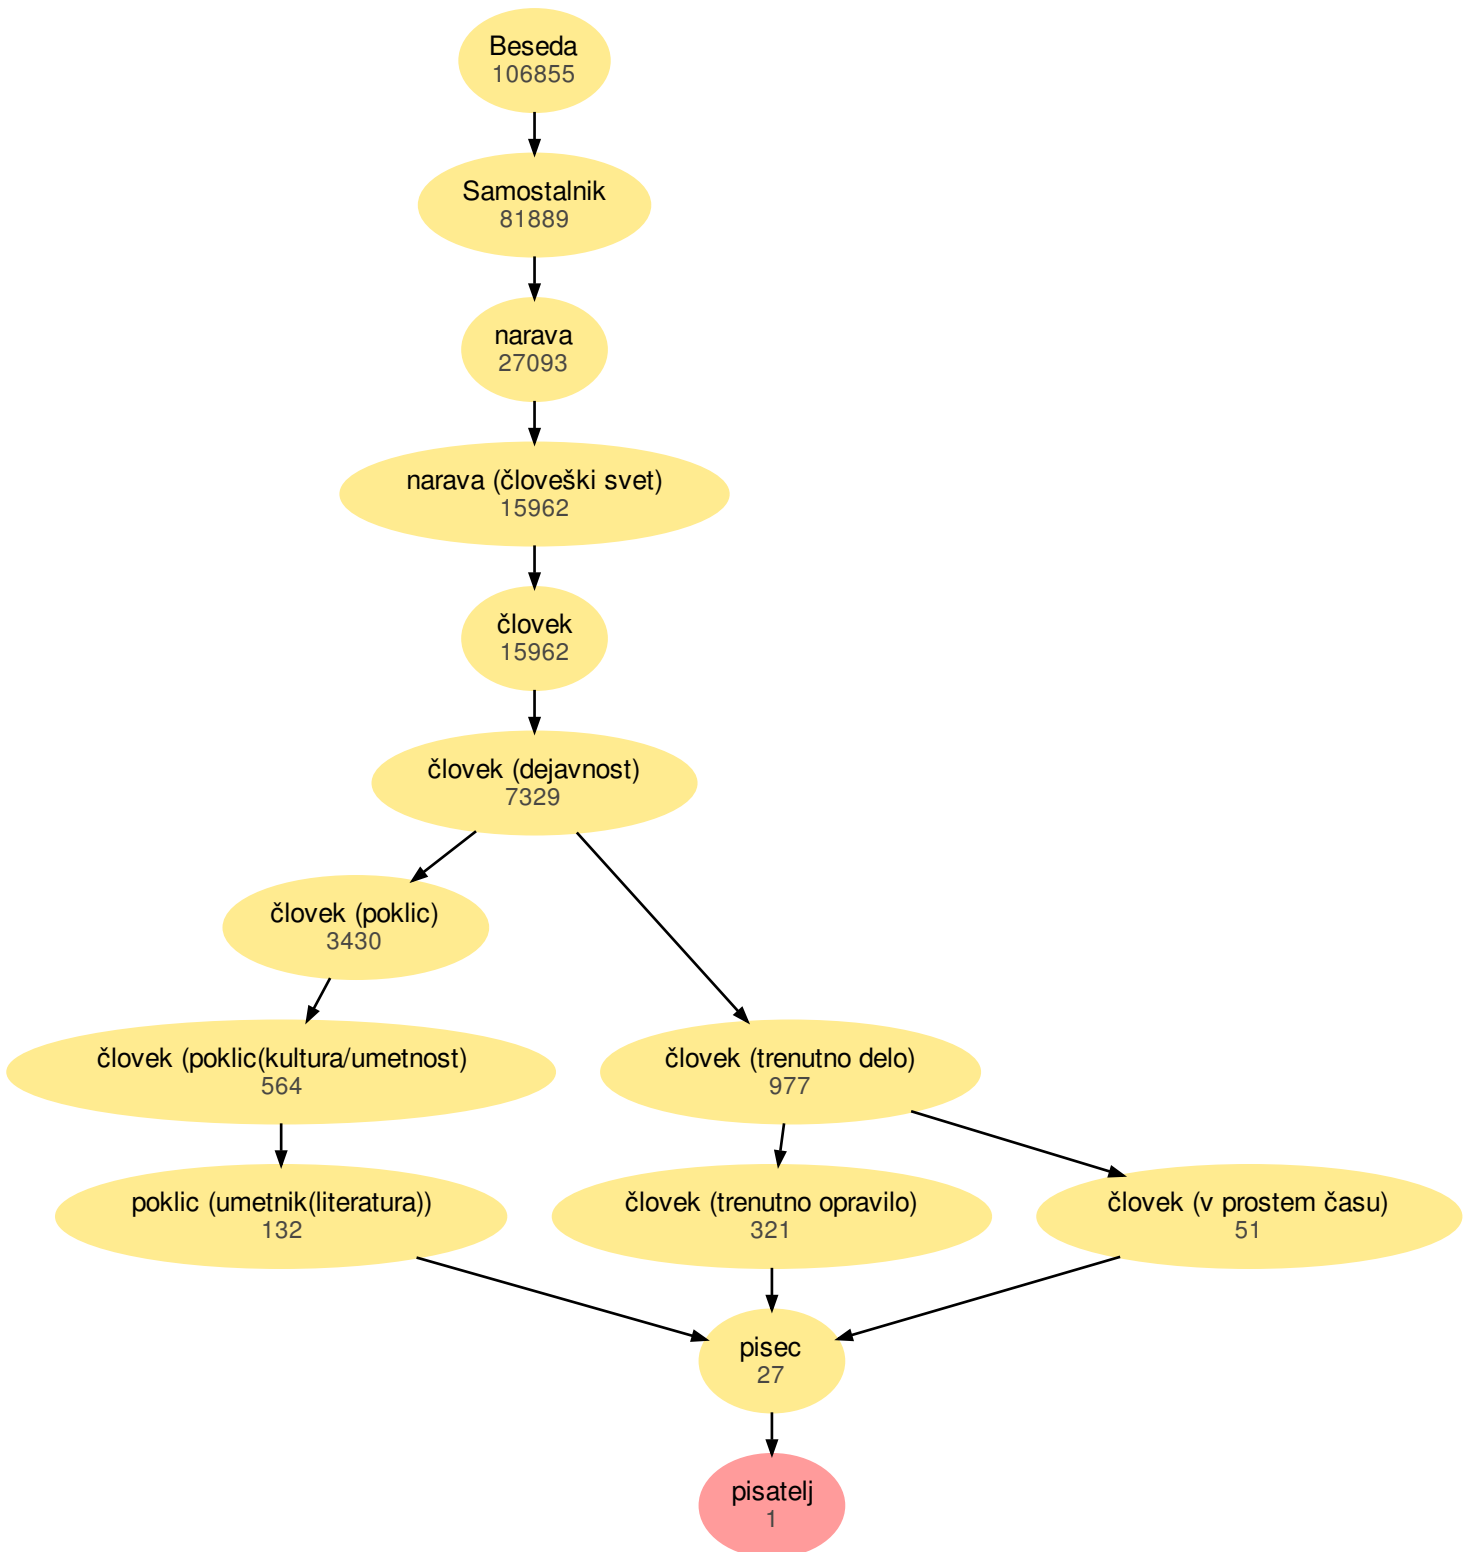 Beseda
106855
Samostalnik
81889
narava
27093
narava (človeški svet)
15962
človek
15962
človek (dejavnost)
7329
človek (poklic)
3430
človek (poklic(kultura/umetnost)
564
človek (trenutno delo)
977
poklic (umetnik(literatura))
132
človek (trenutno opravilo)
321
človek (v prostem času)
51
pisec
27
pisatelj
1